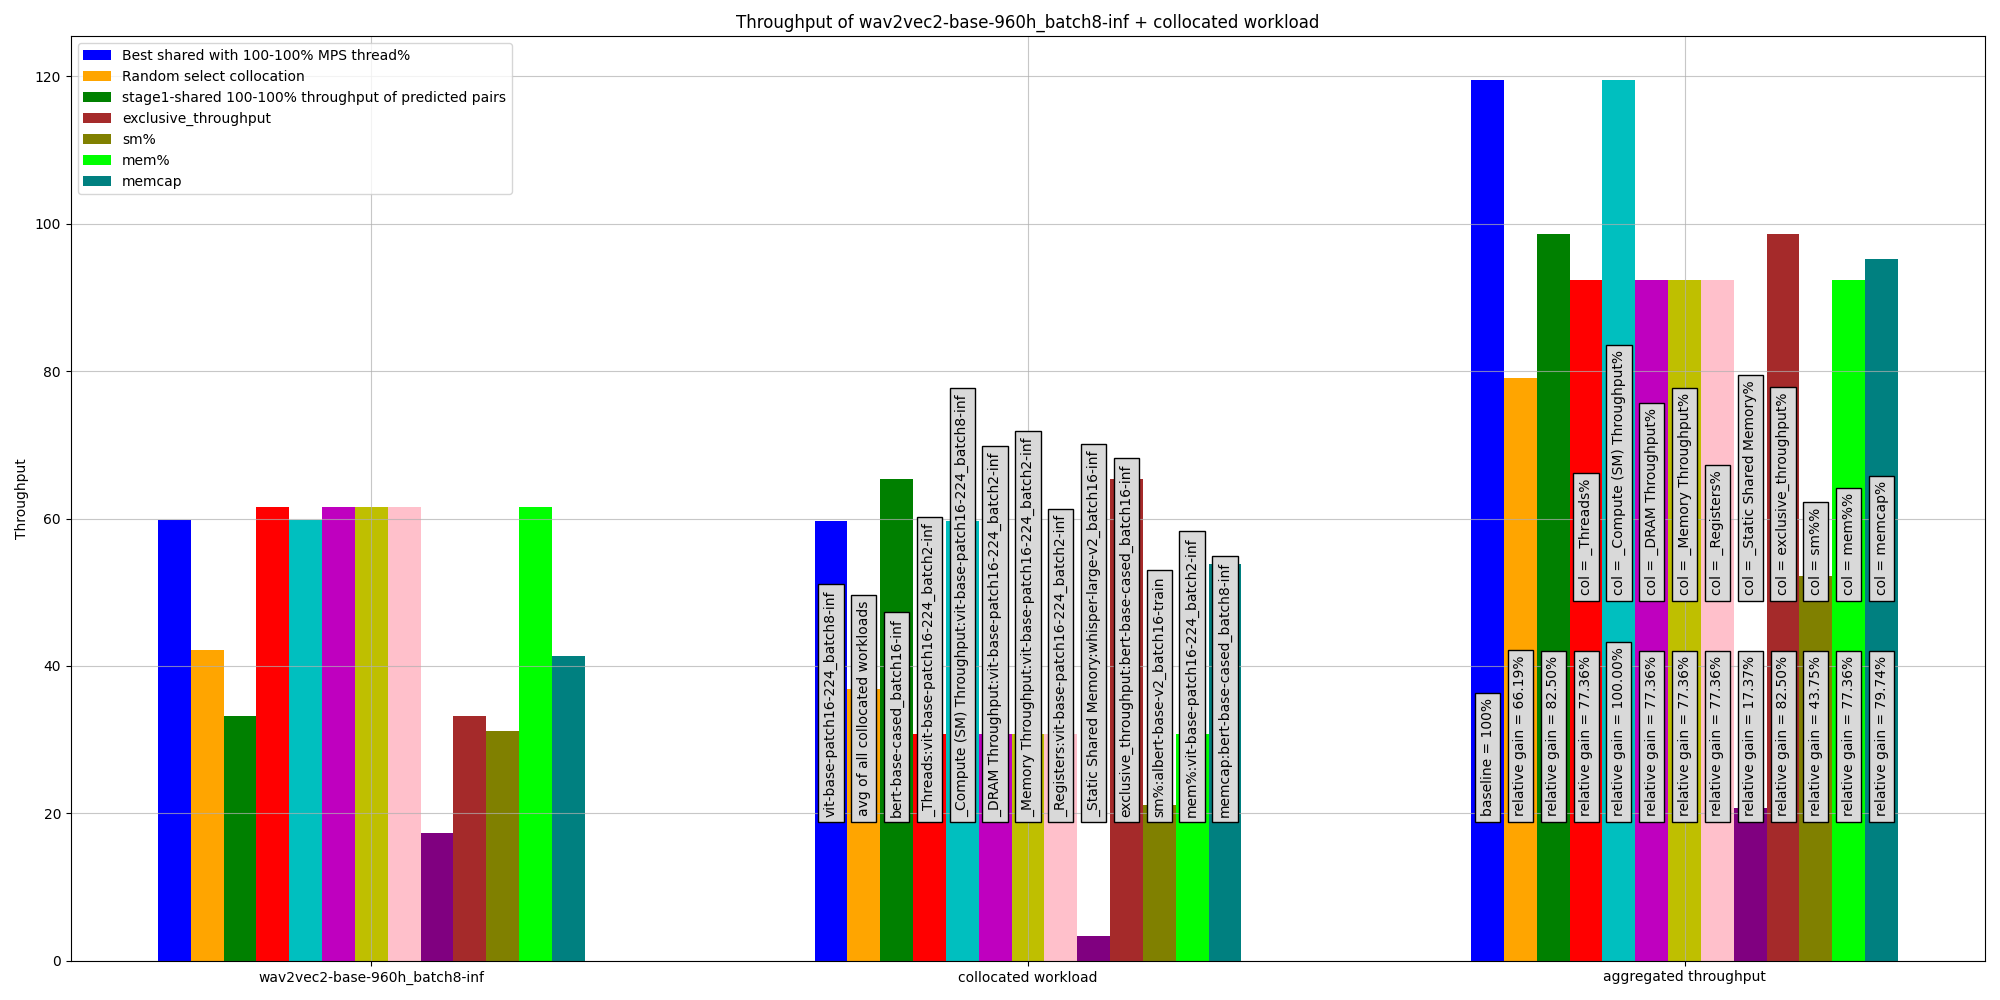 Throughput of wav2vec2-base-960h_batch8-inf + collocated workload
Best shared with 100-100% MPS thread%
Random select collocation
stage1-shared 100-100% throughput of predicted pairs
exclusive_throughput
sm%
mem%
memcap
Throughput
120
100
80
60
40
20
0
vit-base-patch16-224_batch8-inf
avg of all collocated workloads
bert-base-cased_batch16-inf
_Threads:vit-base-patch16-224_batch2-inf
_Compute (SM) Throughput:vit-base-patch16-224_batch8-inf
_DRAM Throughput:vit-base-patch16-224_batch2-inf
_Memory Throughput:vit-base-patch16-224_batch2-inf
_Registers:vit-base-patch16-224_batch2-inf
_Static Shared Memory:whisper-large-v2_batch16-inf
exclusive_throughput:bert-base-cased_batch16-inf
sm%:albert-base-v2_batch16-train
mem%:vit-base-patch16-224_batch2-inf
memcap:bert-base-cased_batch8-inf
col = _Threads%
col = _Compute (SM) Throughput%
col = _DRAM Throughput%
col = _Memory Throughput%
col = _Registers%
col = _Static Shared Memory%
col = exclusive_throughput%
col = sm%%
col = mem%%
col = memcap%
baseline = 100%
relative gain = 66.19%
relative gain = 82.50%
relative gain = 77.36%
relative gain = 100.00%
relative gain = 77.36%
relative gain = 77.36%
relative gain = 77.36%
relative gain = 17.37%
relative gain = 82.50%
relative gain = 43.75%
relative gain = 77.36%
relative gain = 79.74%
wav2vec2-base-960h_batch8-inf
collocated workload
aggregated throughput